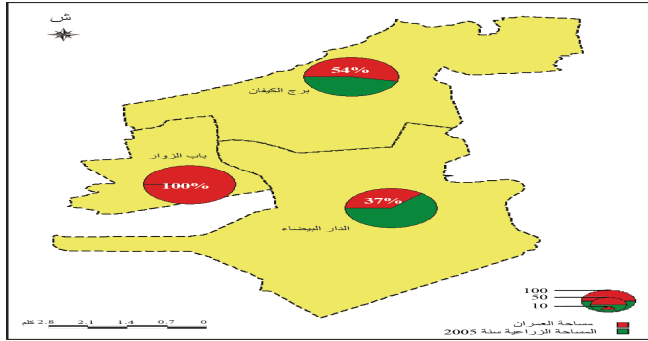 ش
54%
برج الكيفان
باب الزوار
100%
37%
الدار البيضاء
100
50
10
مساحة العمران
المساحة الزراعية سنة 2005
0 0.7 1.4 2.1 2.8 كلم